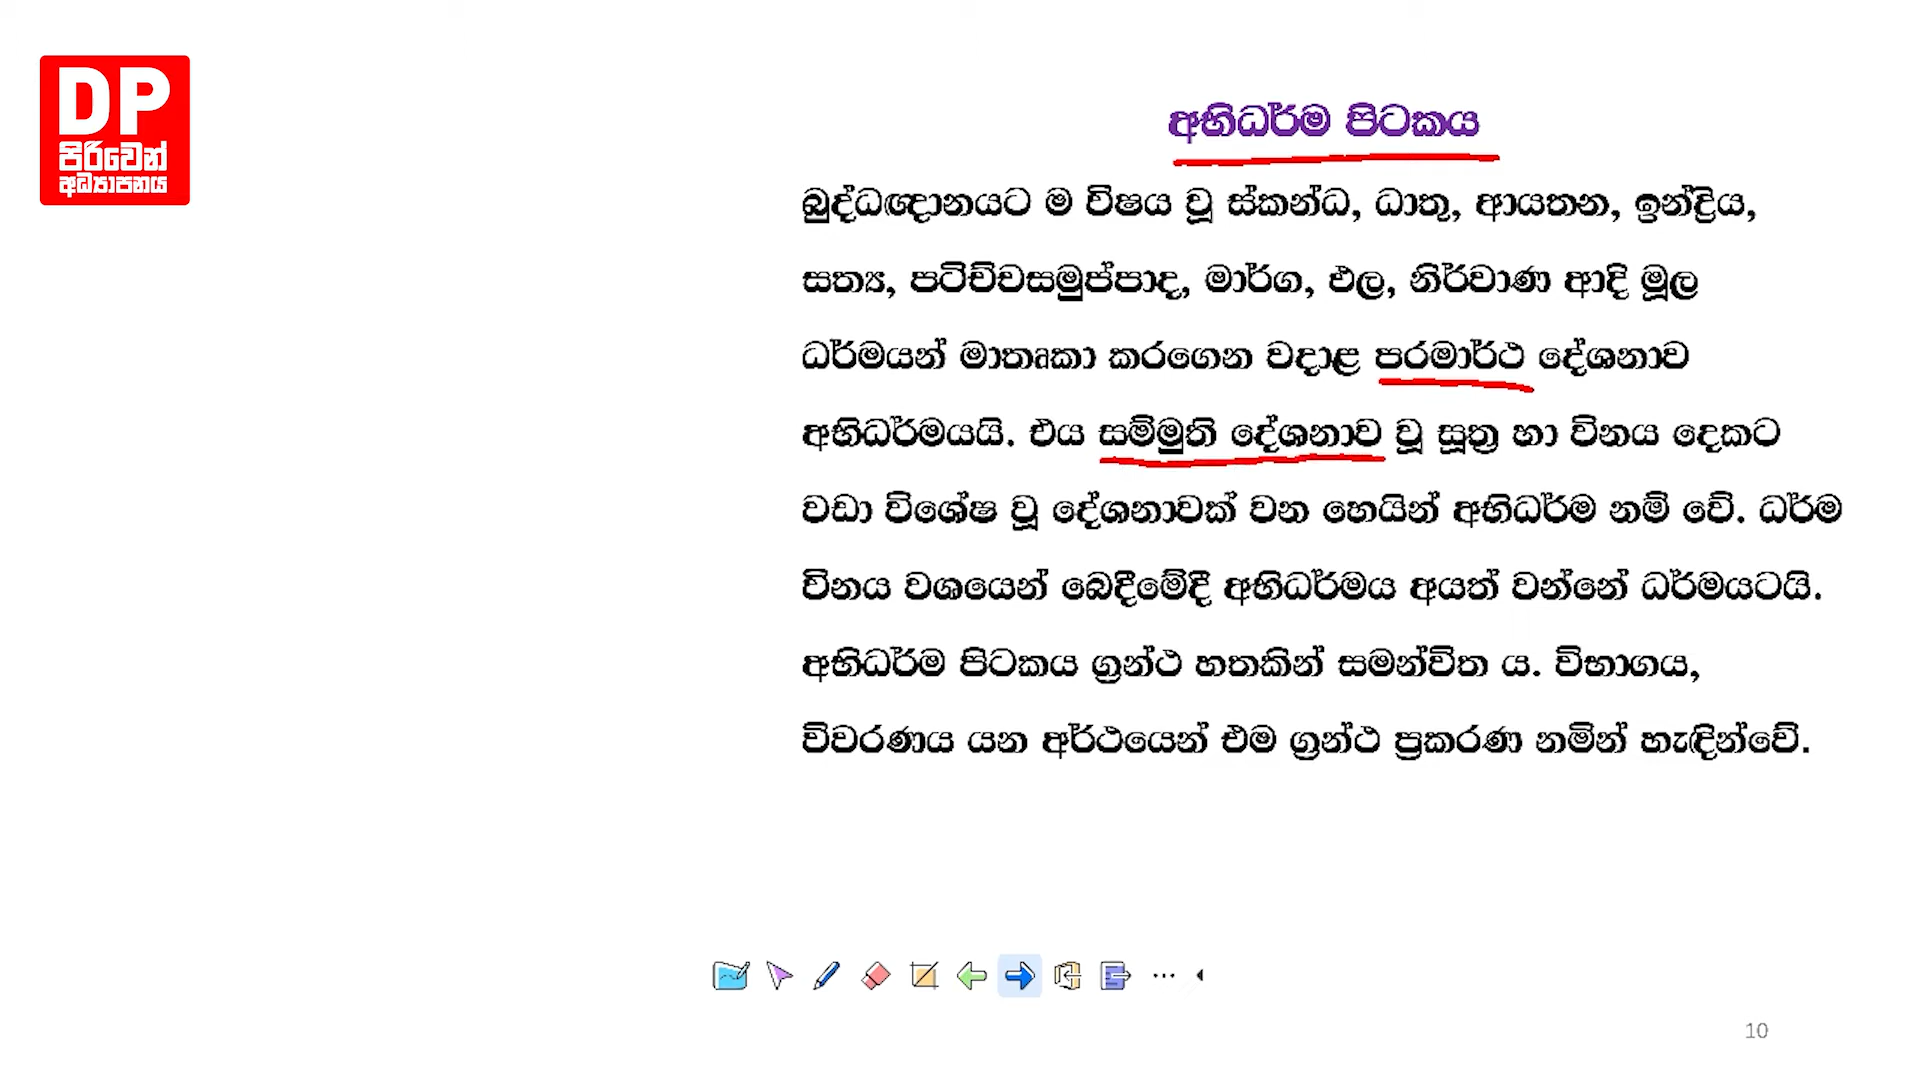 DP
පිරිවෙන්
අධ්‍යාපනය
අභිධර්ම පිටකය
බුද්ධඥානයට ම විෂය වූ ස්කන්ධ, ධාතු, ආයතන, ඉන්ද්‍රිය,
සත්‍ය, පටිච්චසමුප්පාද, මාර්ග, ඵල, නිර්වාණ ආදි මූල
ධර්මයන් මාතෘකා කරගෙන වදාළ පරමාර්ථ දේශනාව
අභිධර්මයයි. එය සම්මුති දේශනාව වූ සූත්‍ර හා විනය දෙකට
වඩා විශේෂ වූ දේශනාවක් වන හෙයින් අභිධර්ම නම් වේ. ධර්ම
විනය වශයෙන් බෙදීමේදී අභිධර්මය අයත් වන්නේ ධර්මයටයි.
අභිධර්ම පිටකය ග්‍රන්ථ හතකින් සමන්විත ය. විභාගය,
විවරණය යන අර්ථයෙන් එම ග්‍රන්ථ ප්‍රකරණ නමින් හැඳින්වේ.
10